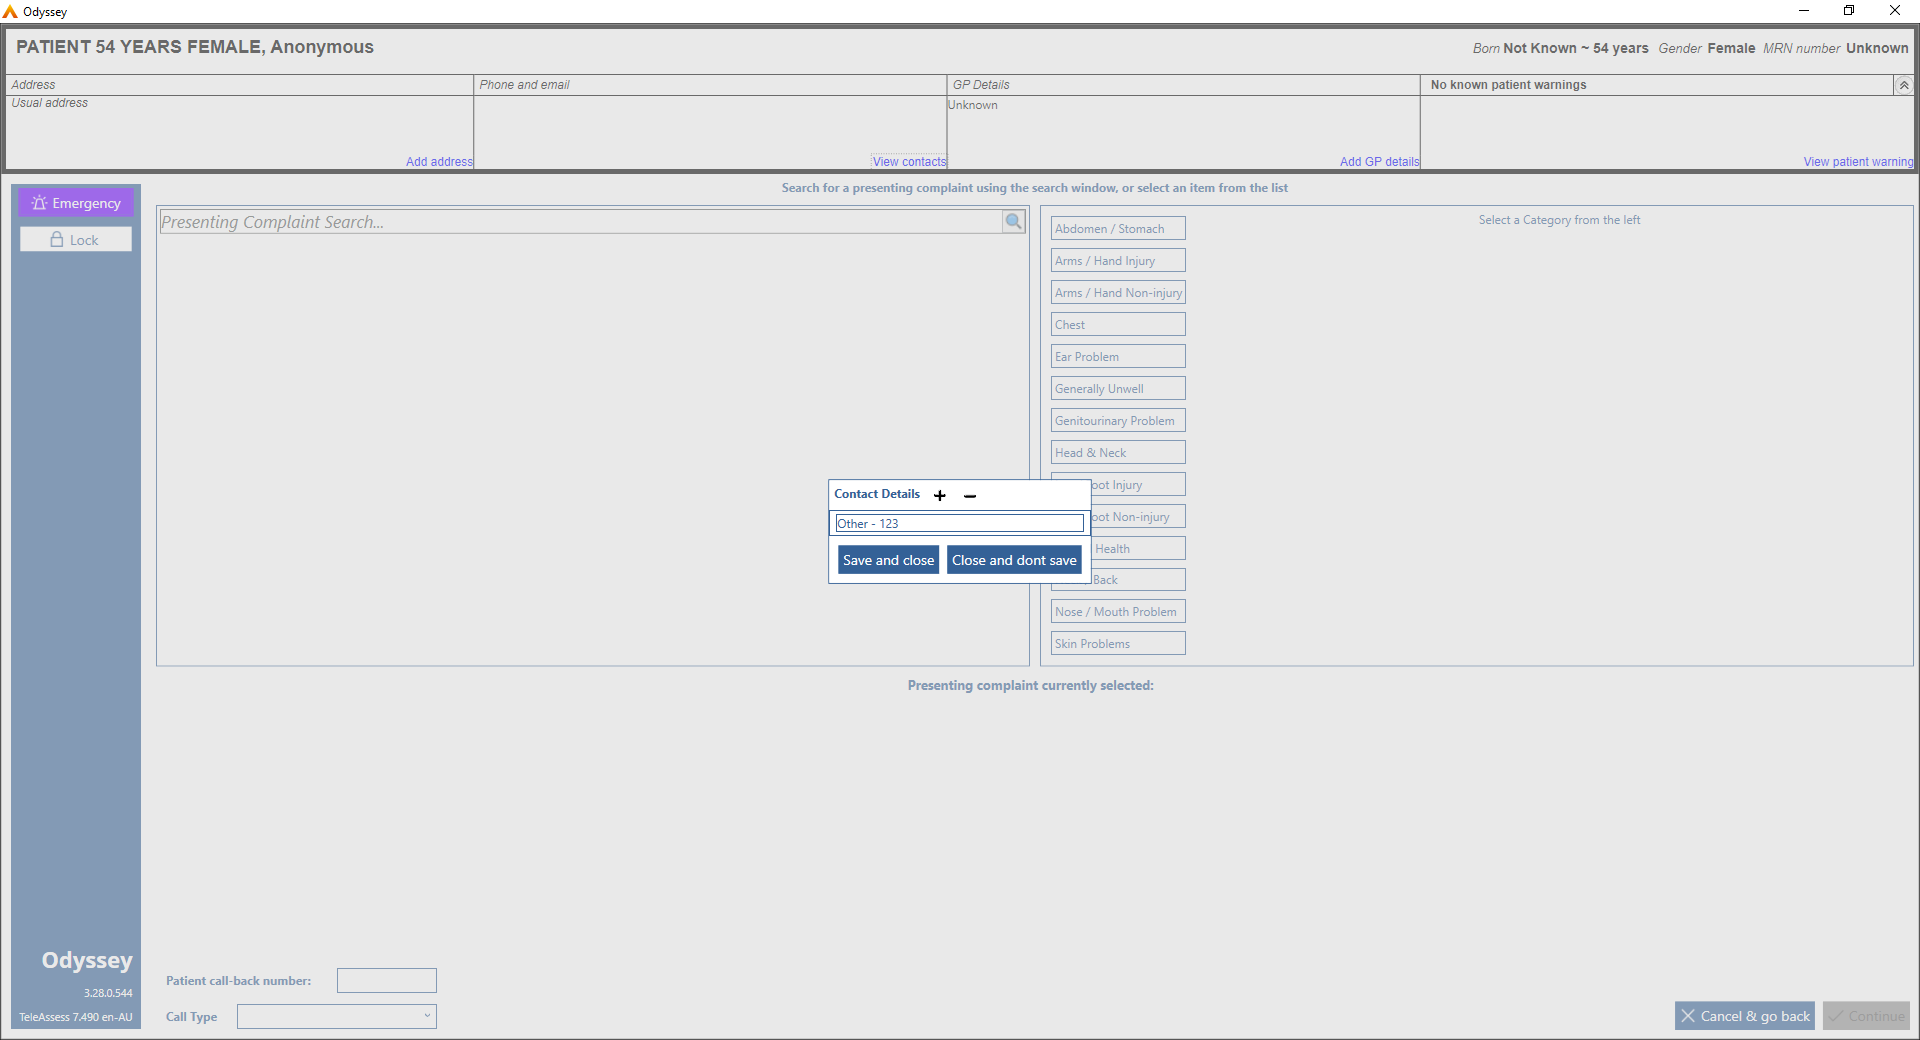 Odyssey
PATIENT 54 YEARS FEMALE, Anonymous
Born Not Known ~ 54 years Gender Female MRN number Unknown
Address
Phone and email
GP Details
No known patient warnings
Usual address
Unknown
Add address
View contacts
Add GP details
View patient warning
Emergency
Lock
Search for a presenting complaint using the search window, or select an item from the list
Presenting Complaint Search...
Abdomen / Stomach
Arms / Hand Injury
Arms / Hand Non-injury
Chest
Ear Problem
Generally Unwell
Genitourinary Problem
Head & Neck
oot Injury
oot Non-injury
Health
Back
Nose / Mouth Problem
Skin Problems
Select a Category from the left
Contact Details
Other - 123
Save and close
Close and dont save
Presenting complaint currently selected:
Odyssey
3.28.0.544
TeleAssess 7.490 en-AU
Patient call-back number:
Call Type
Cancel & go back
Continue